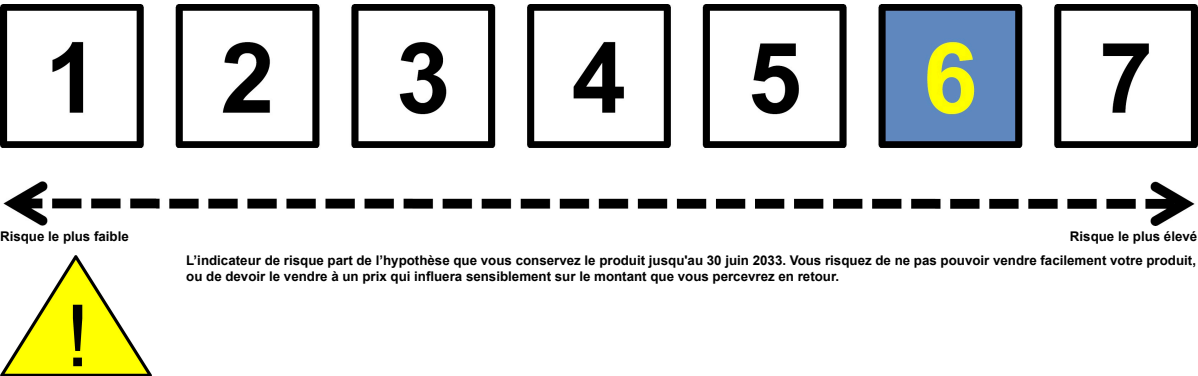 1 2 3 4 5 6 7
Risque le plus faible Risque le plus élevé
L’indicateur de risque part de l’hypothèse que vous conservez le produit jusqu'au 30 juin 2033. Vous risquez de ne pas pouvoir vendre facilement votre produit,
ou de devoir le vendre à un prix qui influera sensiblement sur le montant que vous percevrez en retour.
!